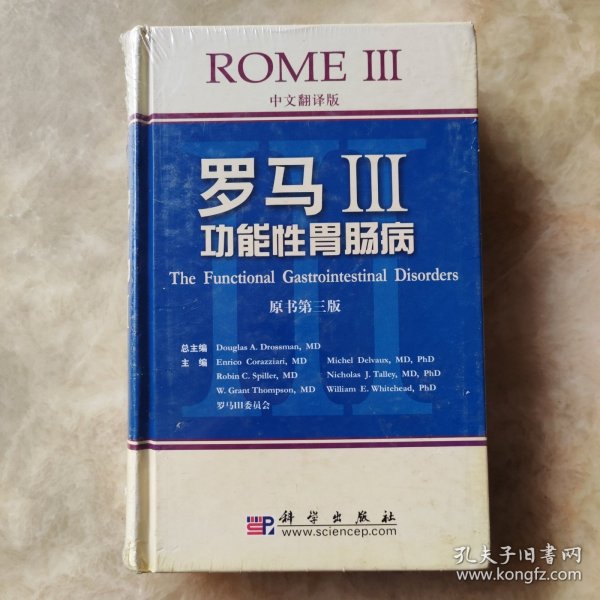 ROME III
中文翻译版
罗马 III
功能性胃肠病
The Functional Gastrointestinal Disorders
原书第三版
总主编 Douglas A. Drossman, MD
主 编 Enrico Corazziari, MD Michel Delvaux, MD, PhD
Robin C. Spiller, MD Nicholas J. Talley, MD, PhD
W. Grant Thompson, MD William E. Whitehead, PhD
罗马III委员会
SP 科学出版社
www.sciencep.com
孔夫子旧书网
www.kongfz.com